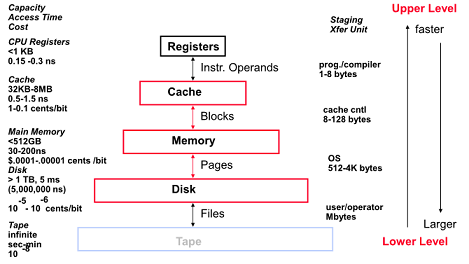 Capacity
Access Time
Cost
Staging
Xfer Unit
Upper Level
faster
CPU Registers
<1 KB
0.15 -0.3 ns
Registers
Instr. Operands
prog./compiler
1-8 bytes
Cache
32KB-8MB
0.5-1.5 ns
1-0.1 cents/bit
Cache
Blocks
cache cntl
8-128 bytes
Main Memory
<512GB
30-200ns
$.0001-.00001 cents /bit
Memory
Pages
OS
512-4K bytes
Disk
> 1 TB, 5 ms
(5,000,000 ns)
10 -5 - 10 -6 cents/bit
Disk
Files
user/operator
Mbytes
Larger
Tape
infinite
sec-min
10 -8
Tape
Lower Level